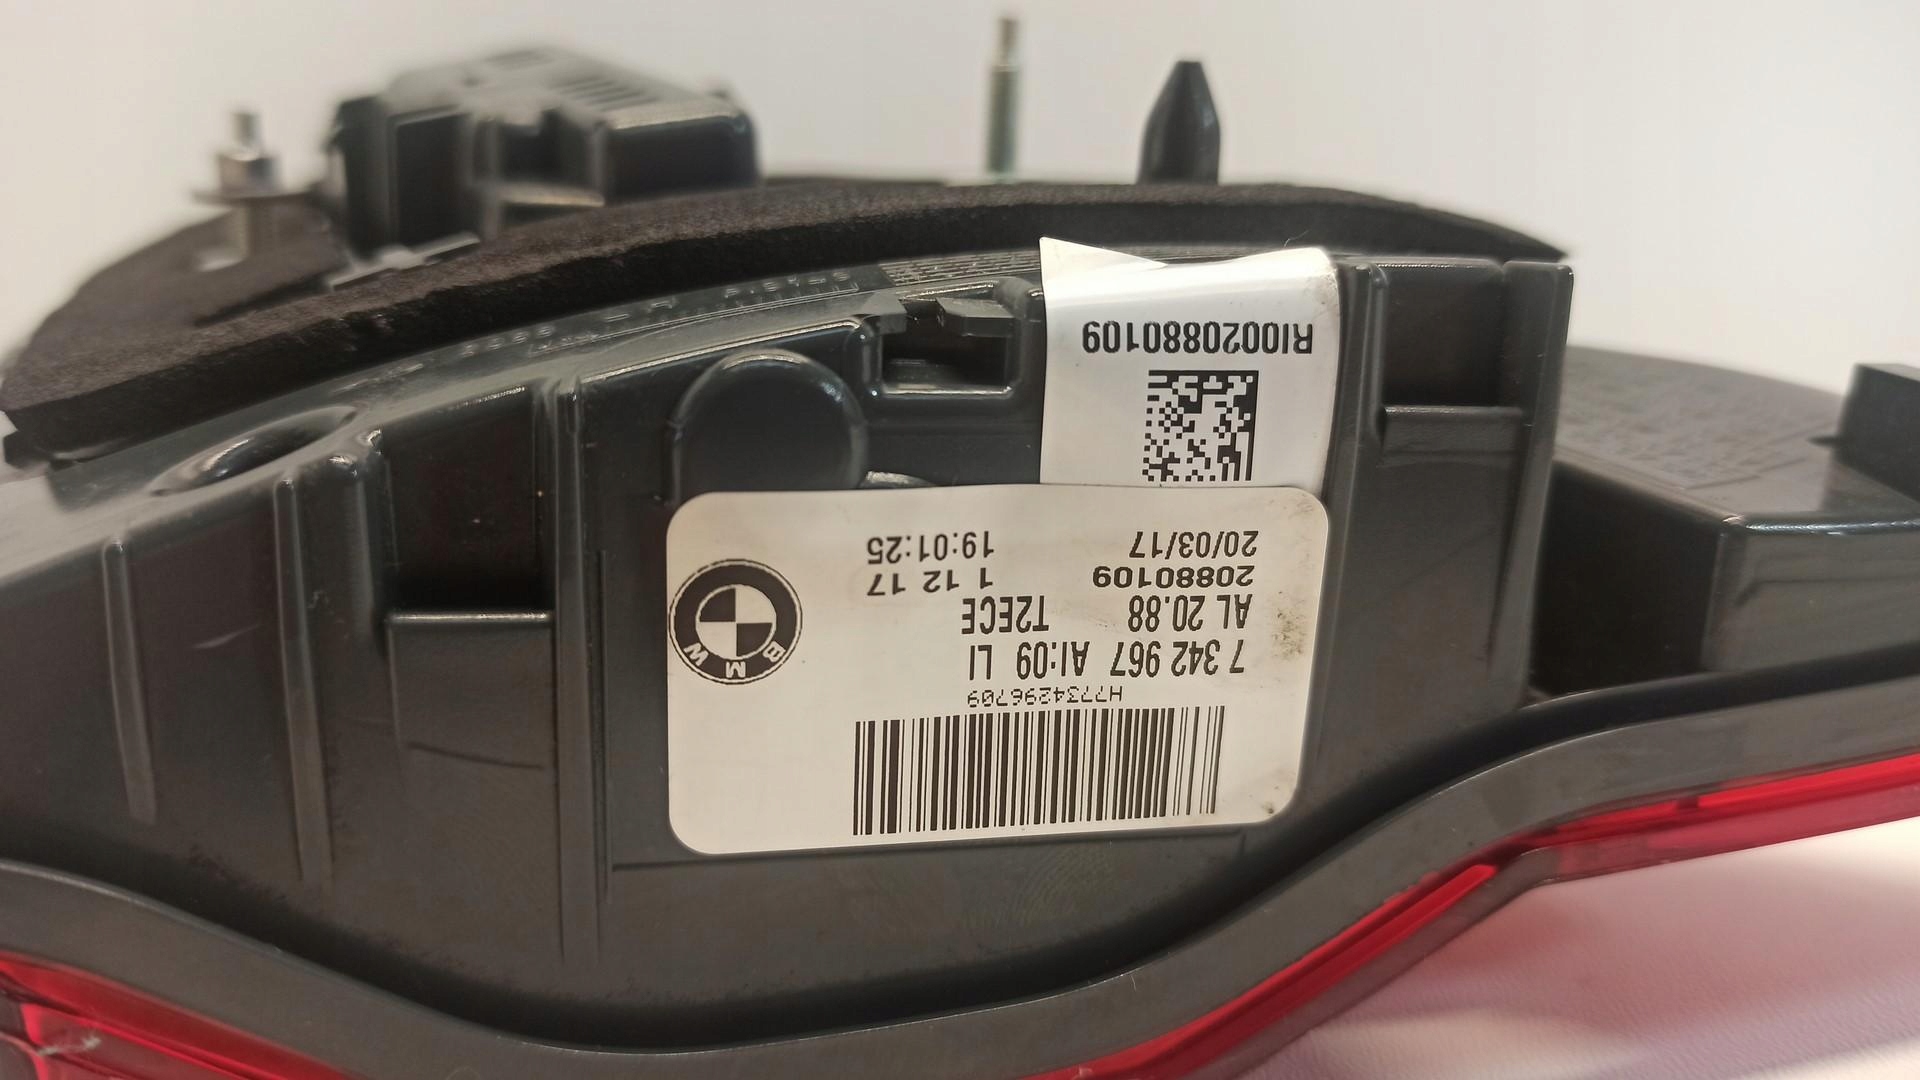 H7734296709
7 342 967 AI:09 LI
AL 20.88 T2ECE
20880109 1 12 17
20/03/17 19:01:25
BMW
RI0020880109